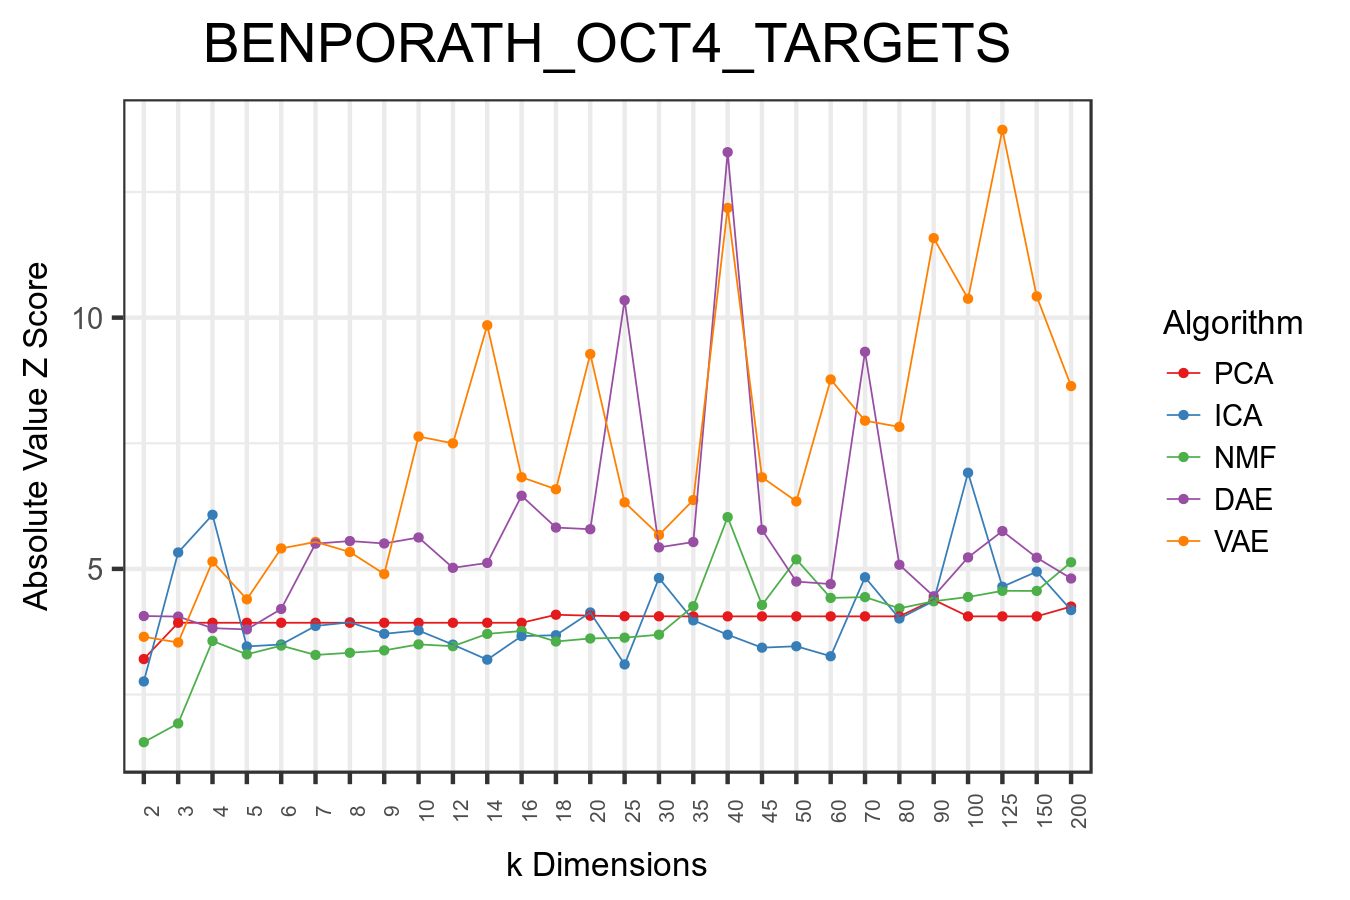 BENPORATH_OCT4_TARGETS
Absolute Value Z Score
10
5
2 3 4 5 6 7 8 9 10 12 14 16 18 20 25 30 35 40 45 50 60 70 80 90 100 125 150 200
k Dimensions
Algorithm
PCA
ICA
NMF
DAE
VAE